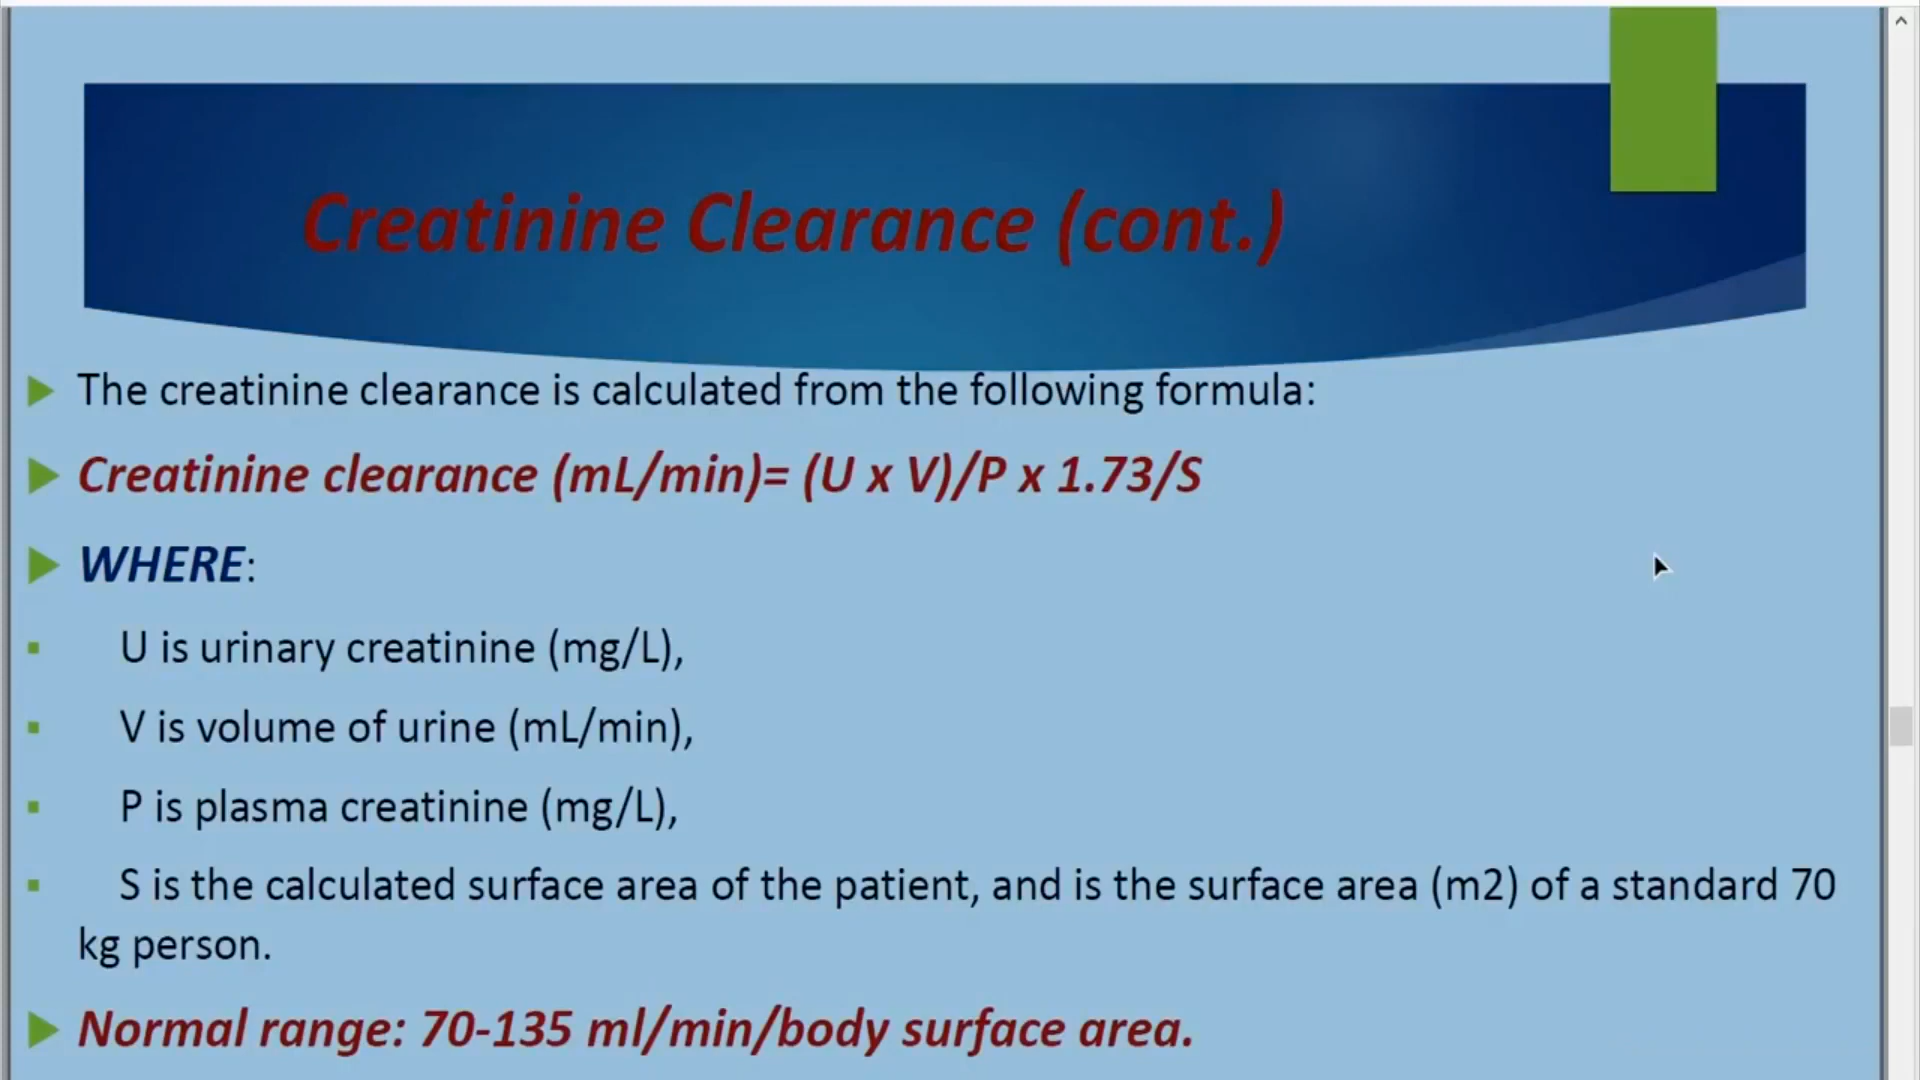 Creatinine Clearance (cont.)
The creatinine clearance is calculated from the following formula:
Creatinine clearance (mL/min)= (U x V)/P x 1.73/S
WHERE:
U is urinary creatinine (mg/L),
V is volume of urine (mL/min),
P is plasma creatinine (mg/L),
S is the calculated surface area of the patient, and is the surface area (m2) of a standard 70
kg person.
Normal range: 70-135 ml/min/body surface area.